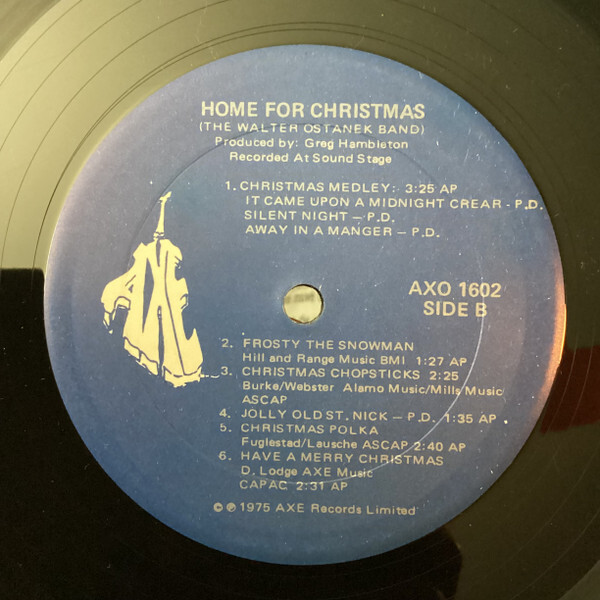 HOME FOR CHRISTMAS
(THE WALTER OSTANEK BAND)
Produced by: Greg Hambleton
Recorded At Sound Stage
1. CHRISTMAS MEDLEY: 3:25 AP
IT CAME UPON A MIDNIGHT CREAR - P.D.
SILENT NIGHT – P.D.
AWAY IN A MANGER – P.D.
AXE
AXO 1602
SIDE B
2. FROSTY THE SNOWMAN
Hill and Range Music BMI 1:27 AP
3. CHRISTMAS CHOPSTICKS 2:25
Burke/Webster Alamo Music/Mills Music
ASCAP
4. JOLLY OLD ST. NICK – P.D. 1:35 AP
5. CHRISTMAS POLKA
Fuglestad/Lausche ASCAP 2:40 AP
6. HAVE A MERRY CHRISTMAS
D. Lodge AXE Music
CAPAC 2:31 AP
© ℗ 1975 AXE Records Limited